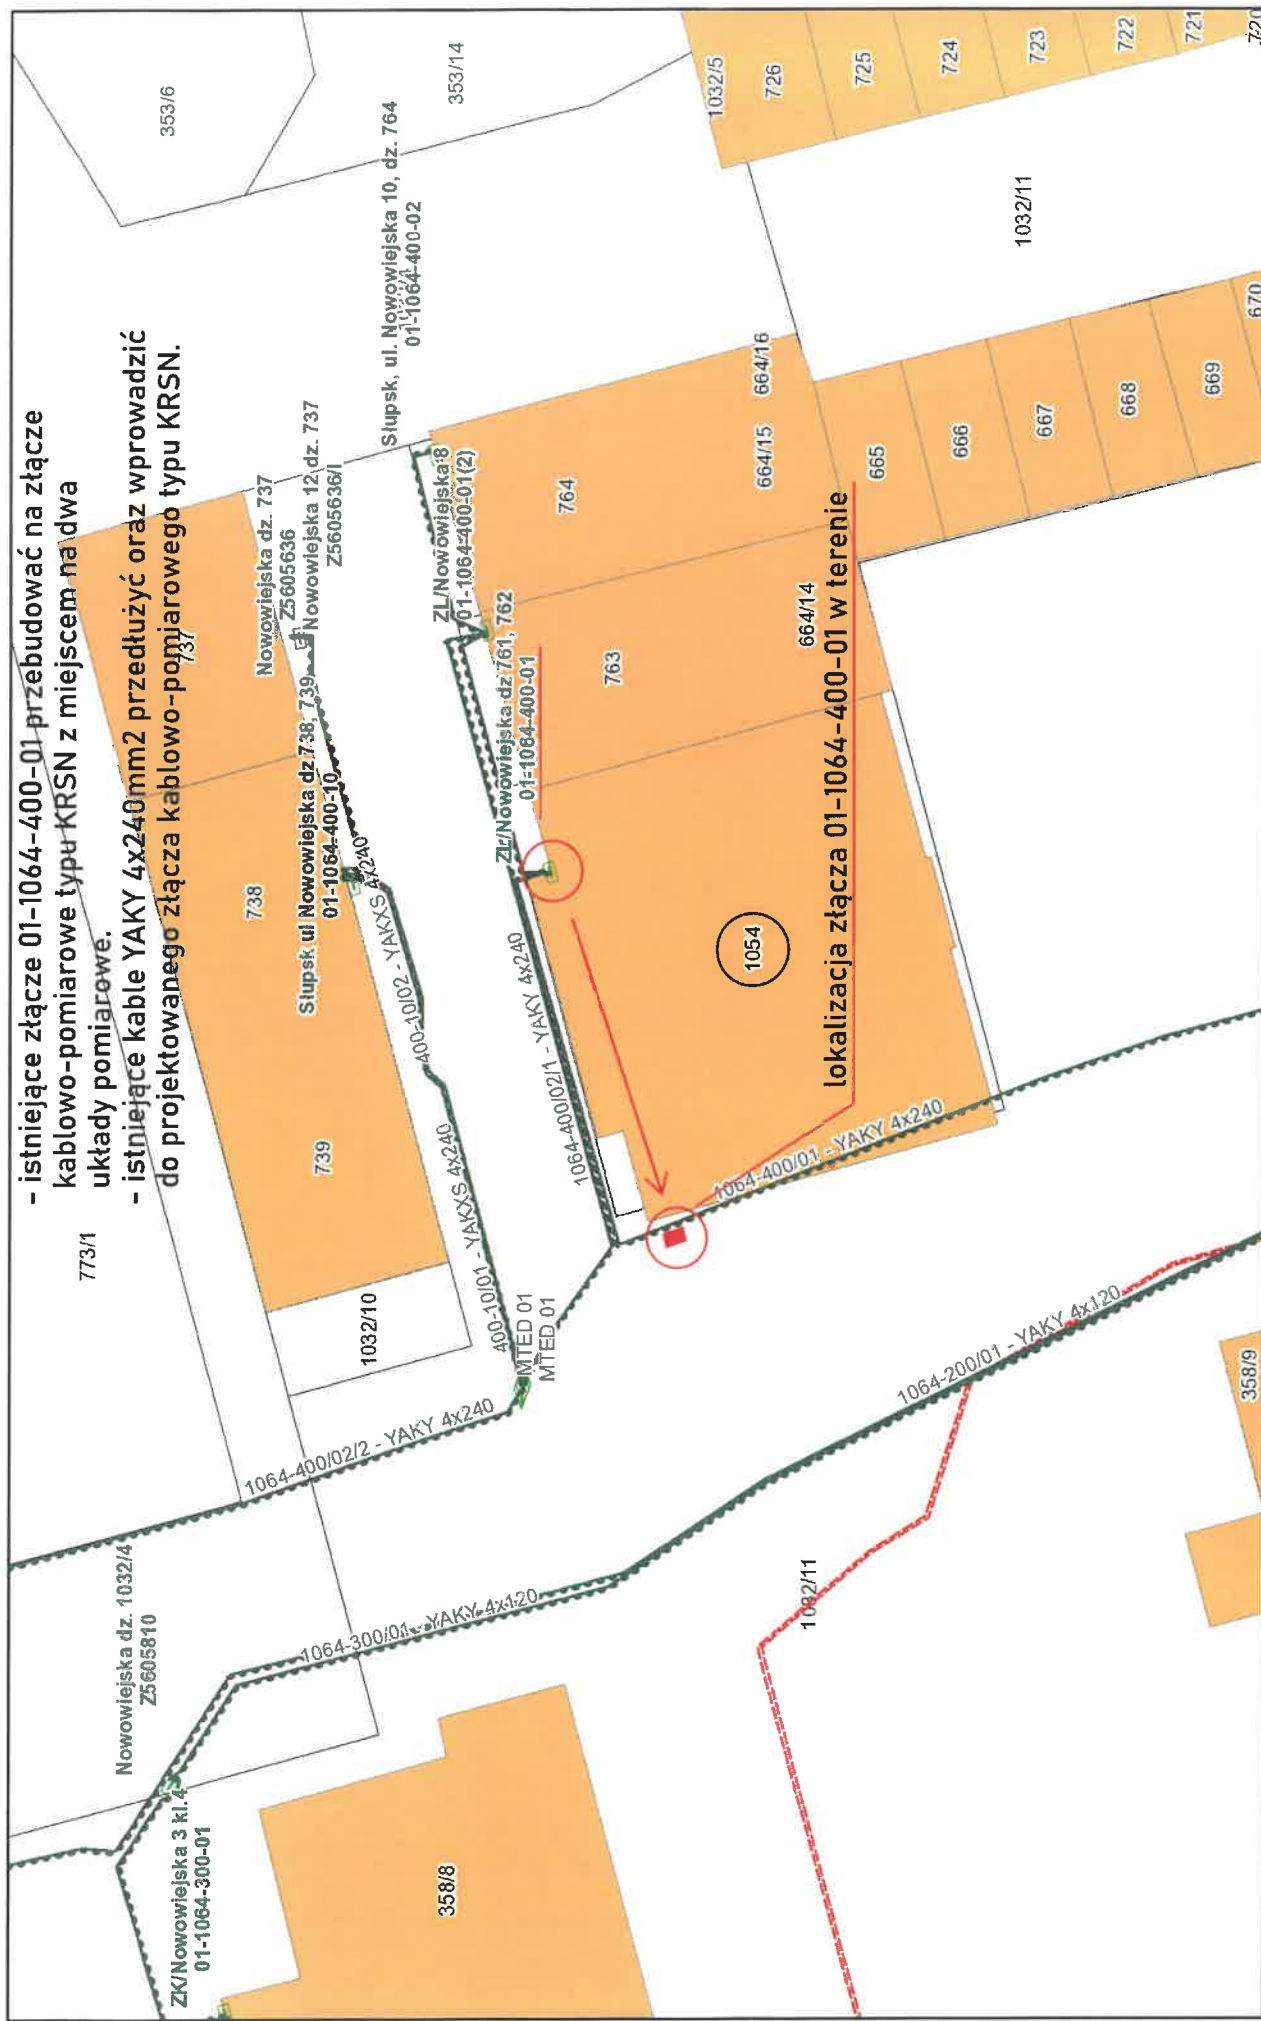 - istniejące złącze 01-1064-400-01 przebudować na złącze
kablowo-pomiarowe typu KRSN z miejscem na dwa
układy pomiarowe.
- istniejące kable YAKY 4x240mm2 przedłużyć oraz wprowadzić
do projektowanego złącza kablowo-pomiarowego typu KRSN.
773/1
353/6
353/14
Nowowiejska dz. 737
Z5605636
Nowowiejska 12 dz. 737
Z5605636/I
737
738
739
Słupsk ul Nowowiejska dz 738, 739
01-1064-400-10
Słupsk, ul. Nowowiejska 10, dz. 764
01-1064-400-02
ZL/Nowowiejska 8
01-1064-400-01(2)
ZŁ/Nowowiejska dz 761, 762
01-1064-400-01
400-10/02 - YAKXS 4x240
400-10/01 - YAKXS 4x240
1064-400/02/1 - YAKY 4x240
1064-400/02/2 - YAKY 4x240
1032/10
MTED 01
MTED 01
764
763
1054
664/14
664/15
664/16
lokalizacja złącza 01-1064-400-01 w terenie
1064-400/01 - YAKY 4x240
1064-200/01 - YAKY 4x120
1064-300/01 - YAKY 4x120
Nowowiejska dz. 1032/4
Z5605810
ZK/Nowowiejska 3 kl.4
01-1064-300-01
358/8
358/9
1032/11
1032/11
1032/5
726
725
724
723
722
721
720
665
666
667
668
669
670